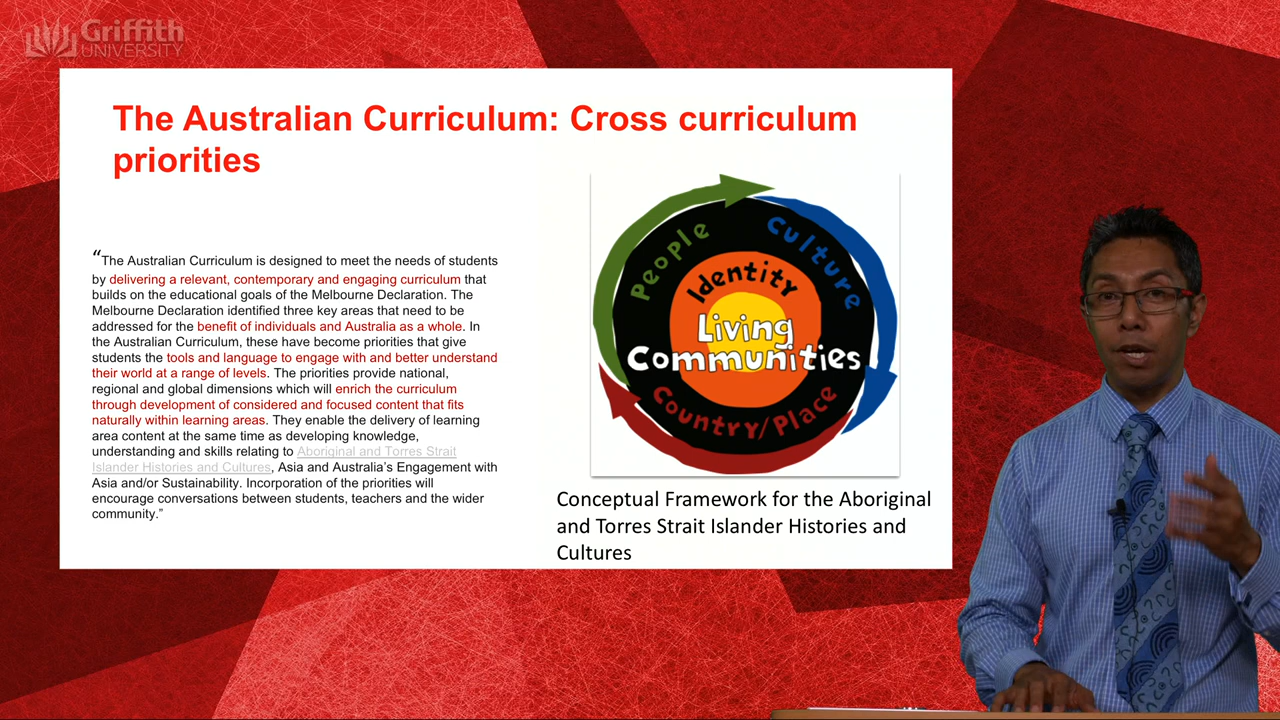 Griffith
UNIVERSITY
The Australian Curriculum: Cross curriculum
priorities
“The Australian Curriculum is designed to meet the needs of students
by delivering a relevant, contemporary and engaging curriculum that
builds on the educational goals of the Melbourne Declaration. The
Melbourne Declaration identified three key areas that need to be
addressed for the benefit of individuals and Australia as a whole. In
the Australian Curriculum, these have become priorities that give
students the tools and language to engage with and better understand
their world at a range of levels. The priorities provide national,
regional and global dimensions which will enrich the curriculum
through development of considered and focused content that fits
naturally within learning areas. They enable the delivery of learning
area content at the same time as developing knowledge,
understanding and skills relating to Aboriginal and Torres Strait
Islander Histories and Cultures, Asia and Australia’s Engagement with
Asia and/or Sustainability. Incorporation of the priorities will
encourage conversations between students, teachers and the wider
community.”
People
Culture
Identity
Living
Communities
Country/Place
Conceptual Framework for the Aboriginal
and Torres Strait Islander Histories and
Cultures